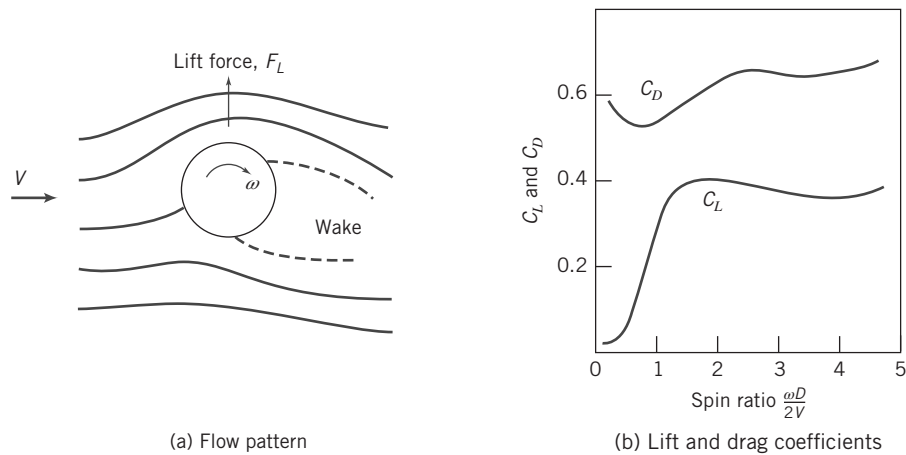 Lift force, F_L
V
ω
Wake
(a) Flow pattern
C_L and C_D
0.6
0.4
0.2
C_D
C_L
0 1 2 3 4 5
Spin ratio ωD/2V
(b) Lift and drag coefficients